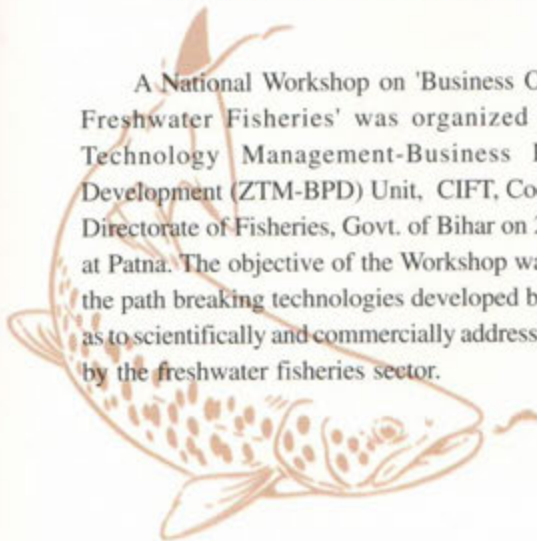 A National Workshop on 'Business
Freshwater Fisheries' was organized
Technology Management-Business
Development (ZTM-BPD) Unit, CIFT,
Directorate of Fisheries, Govt. of Bihar on
at Patna. The objective of the Workshop
the path breaking technologies developed
as to scientifically and commercially address
by the freshwater fisheries sector.